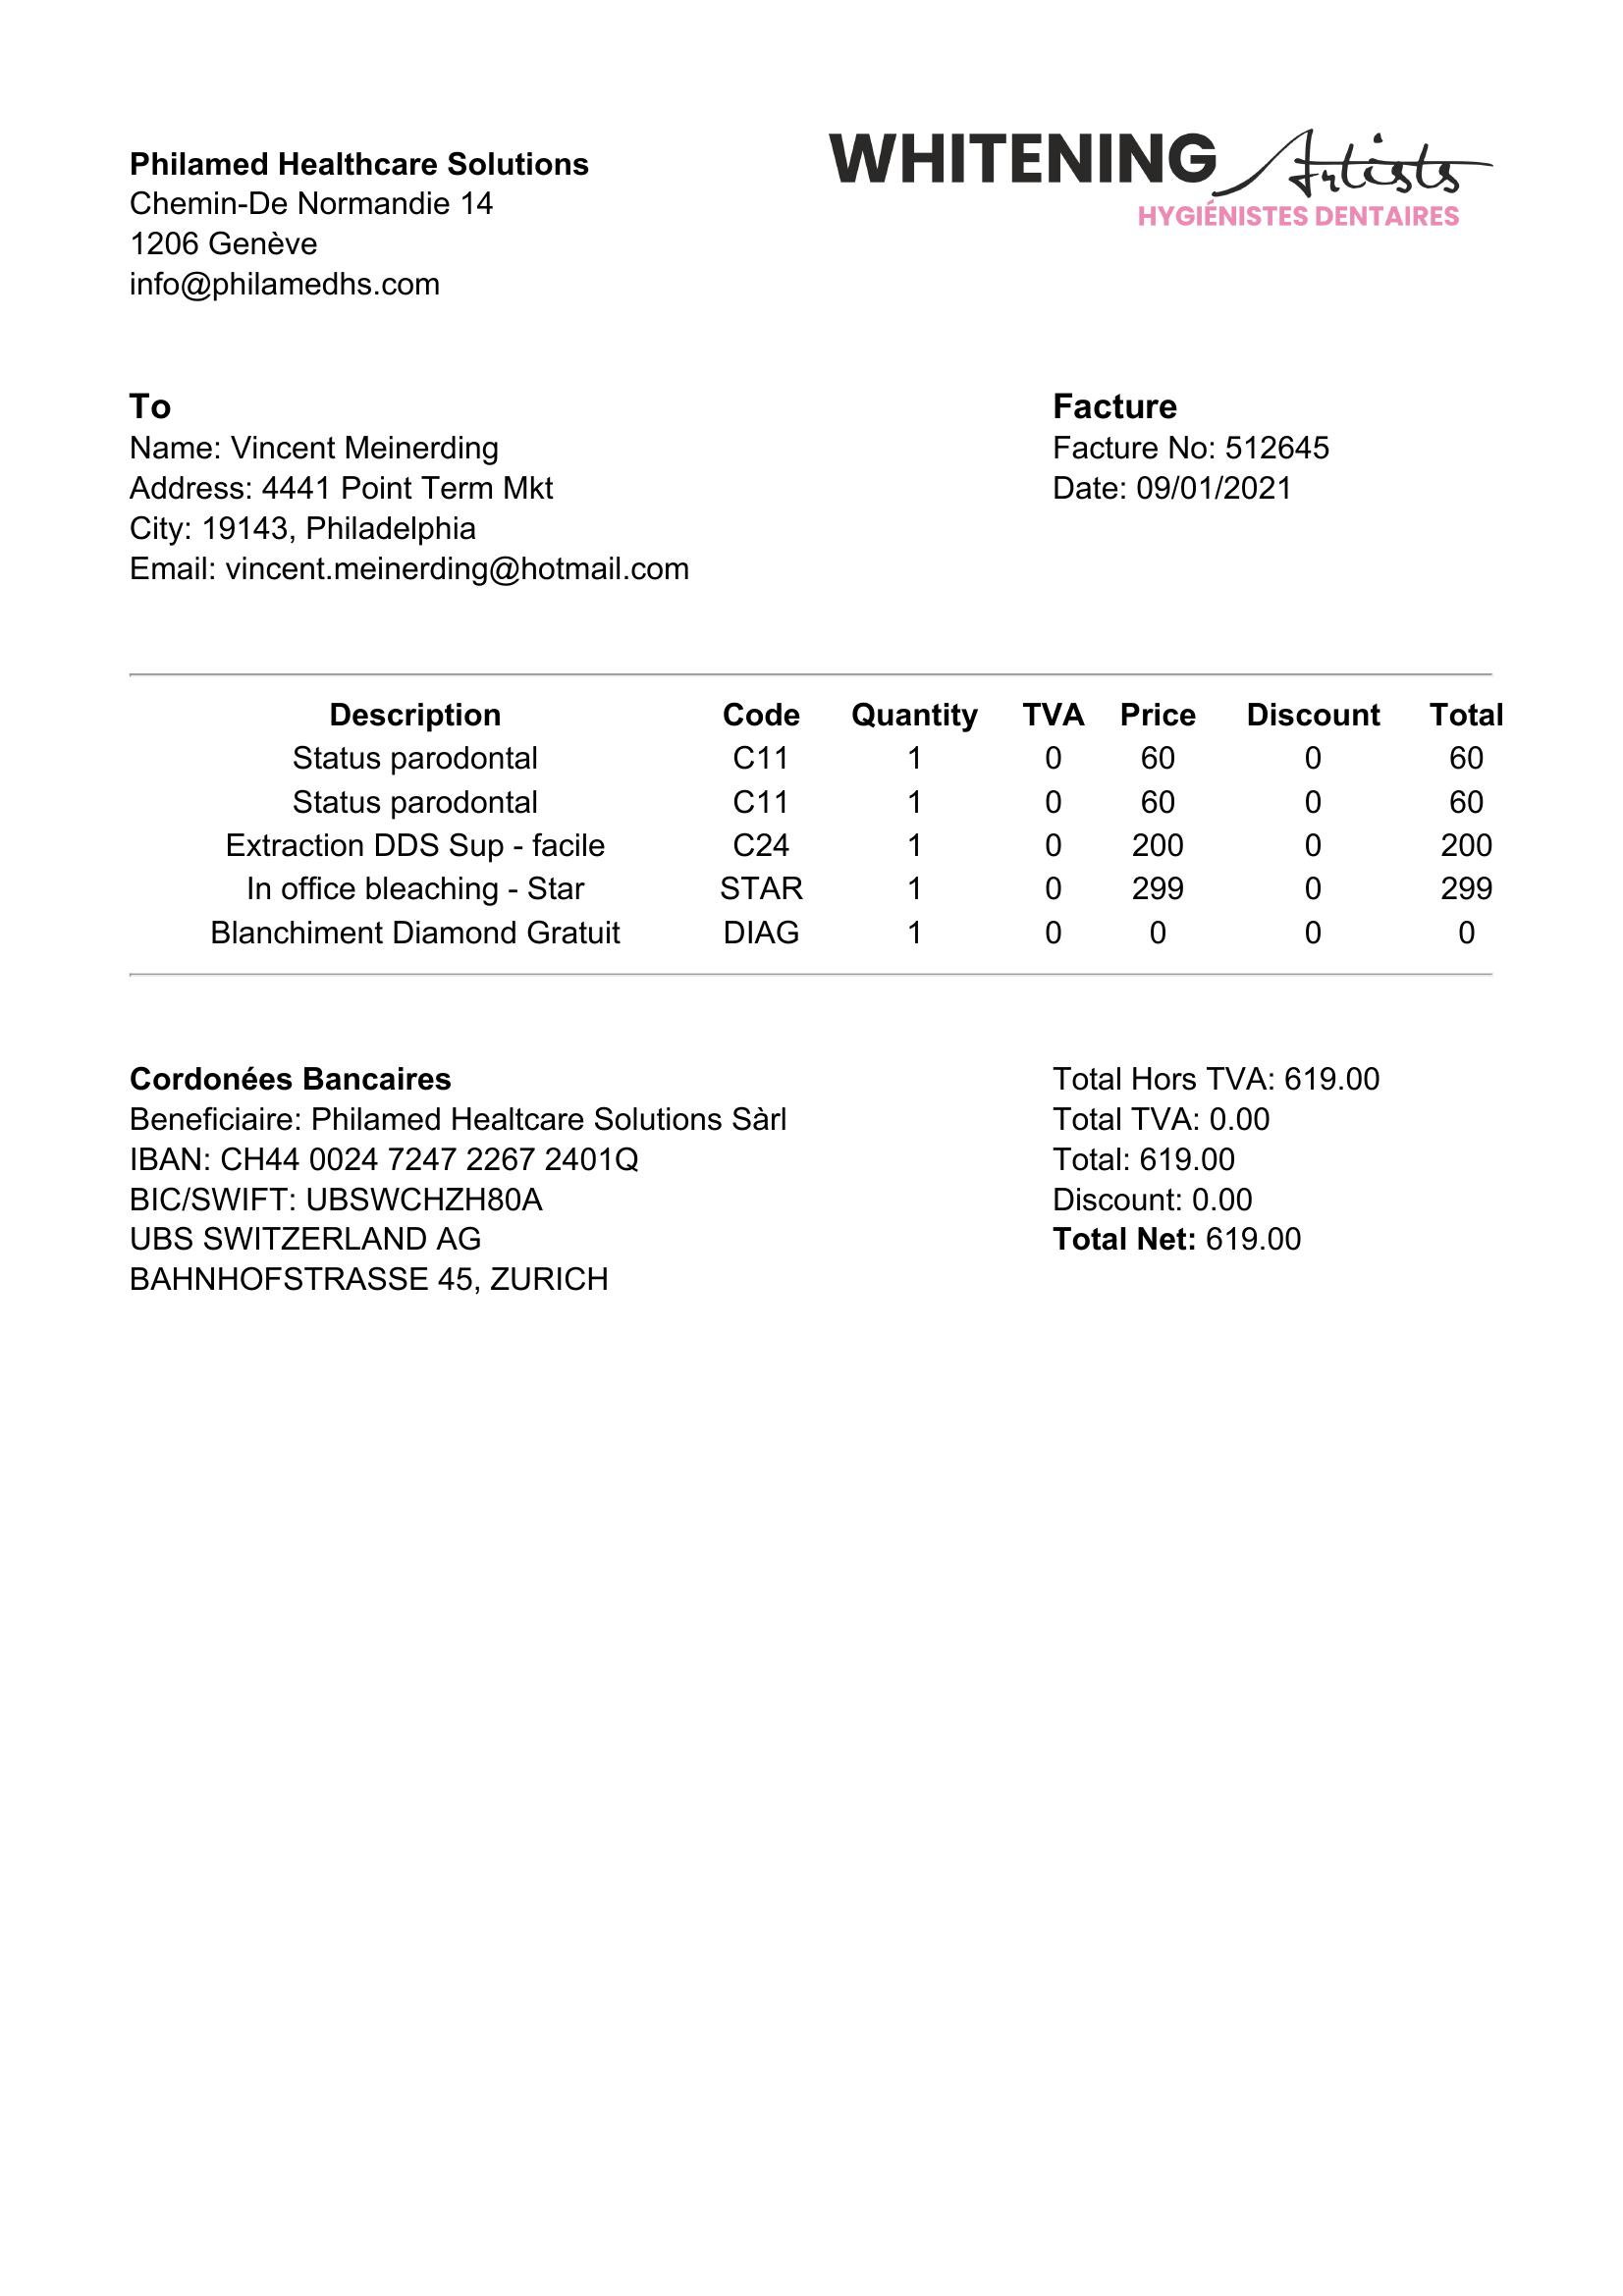 Philamed Healthcare Solutions
Chemin-De Normandie 14
1206 Genève
info@philamedhs.com
WHITENING Artists
HYGIÉNISTES DENTAIRES
To
Name: Vincent Meinerding
Address: 4441 Point Term Mkt
City: 19143, Philadelphia
Email: vincent.meinerding@hotmail.com
Facture
Facture No: 512645
Date: 09/01/2021
Description Code Quantity TVA Price Discount Total
Status parodontal C11 1 0 60 0 60
Status parodontal C11 1 0 60 0 60
Extraction DDS Sup - facile C24 1 0 200 0 200
In office bleaching - Star STAR 1 0 299 0 299
Blanchiment Diamond Gratuit DIAG 1 0 0 0 0
Cordonées Bancaires
Beneficiaire: Philamed Healtcare Solutions Sàrl
IBAN: CH44 0024 7247 2267 2401Q
BIC/SWIFT: UBSWCHZH80A
UBS SWITZERLAND AG
BAHNHOFSTRASSE 45, ZURICH
Total Hors TVA: 619.00
Total TVA: 0.00
Total: 619.00
Discount: 0.00
Total Net: 619.00